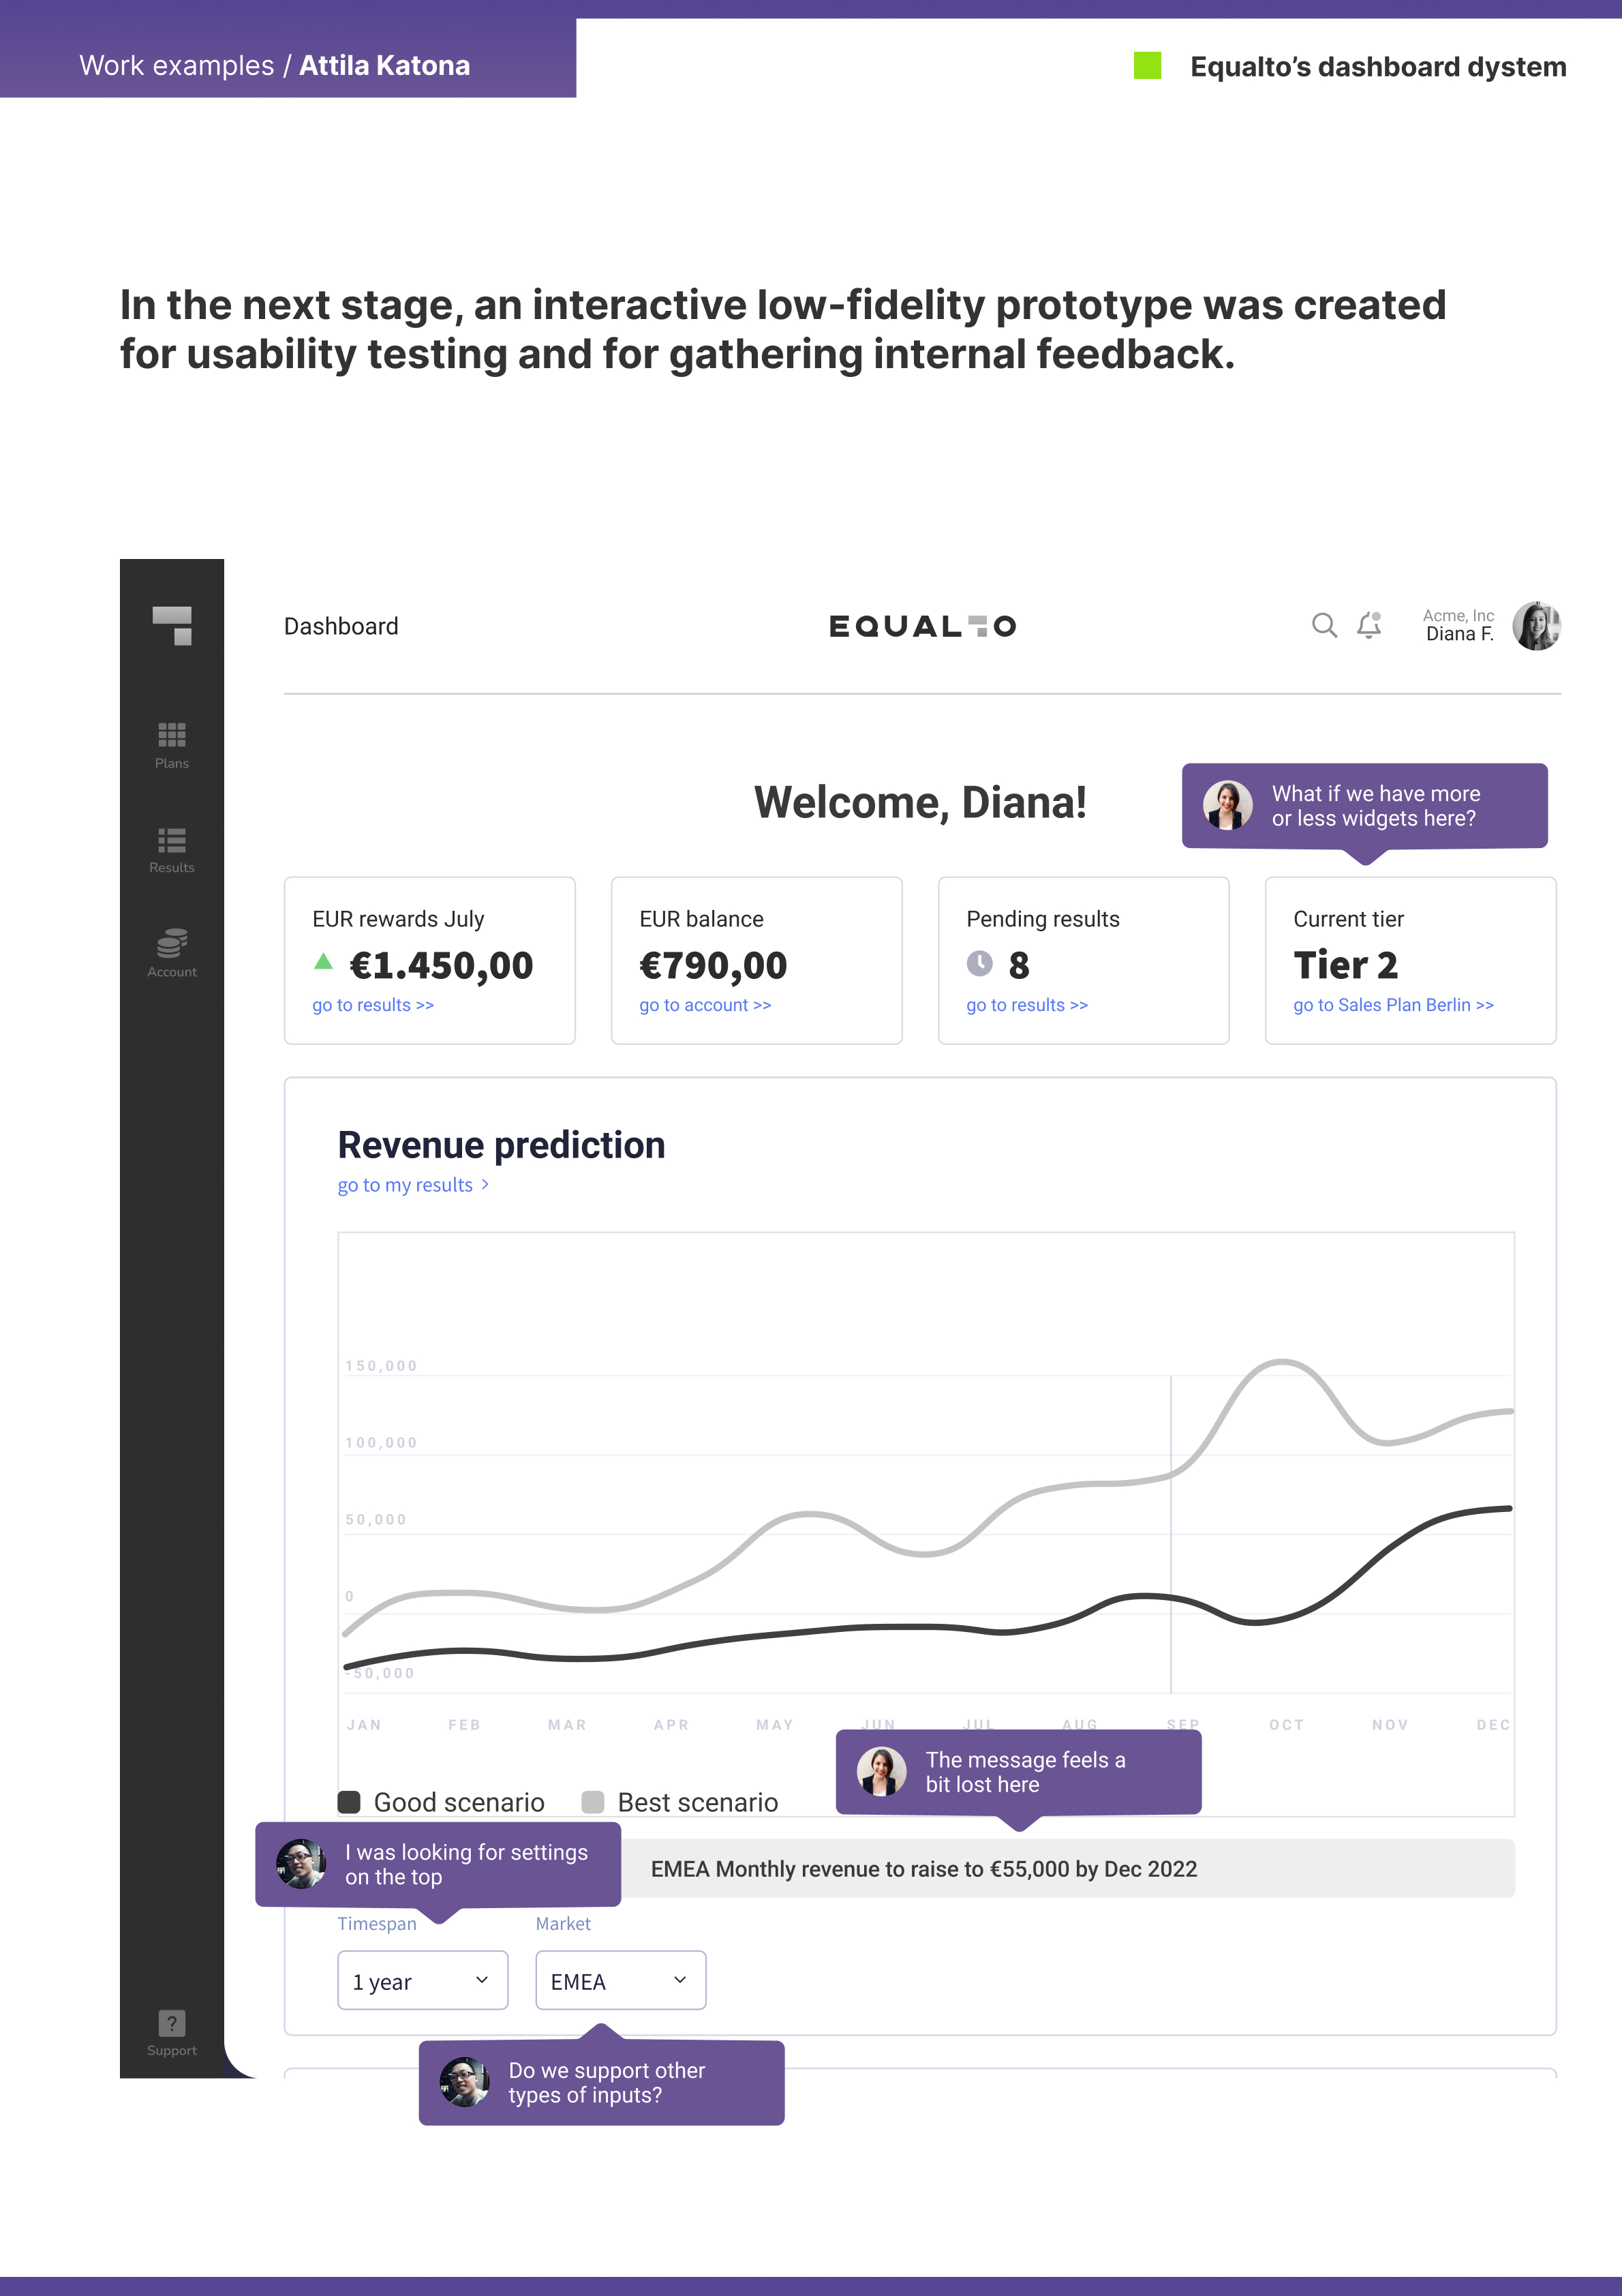 Work examples / Attila Katona
Equalto’s dashboard dystem
In the next stage, an interactive low-fidelity prototype was created
for usability testing and for gathering internal feedback.
Dashboard
EQUALTO
Acme, Inc
Diana F.
Plans
Results
Account
Support
Welcome, Diana!
What if we have more
or less widgets here?
EUR rewards July
€1.450,00
go to results >>
EUR balance
€790,00
go to account >>
Pending results
8
go to results >>
Current tier
Tier 2
go to Sales Plan Berlin >>
Revenue prediction
go to my results >
150,000
100,000
50,000
0
-50,000
JAN FEB MAR APR MAY JUN JUL AUG SEP OCT NOV DEC
The message feels a
bit lost here
Good scenario
Best scenario
I was looking for settings
on the top
EMEA Monthly revenue to raise to €55,000 by Dec 2022
Timespan
Market
1 year
EMEA
?
Do we support other
types of inputs?